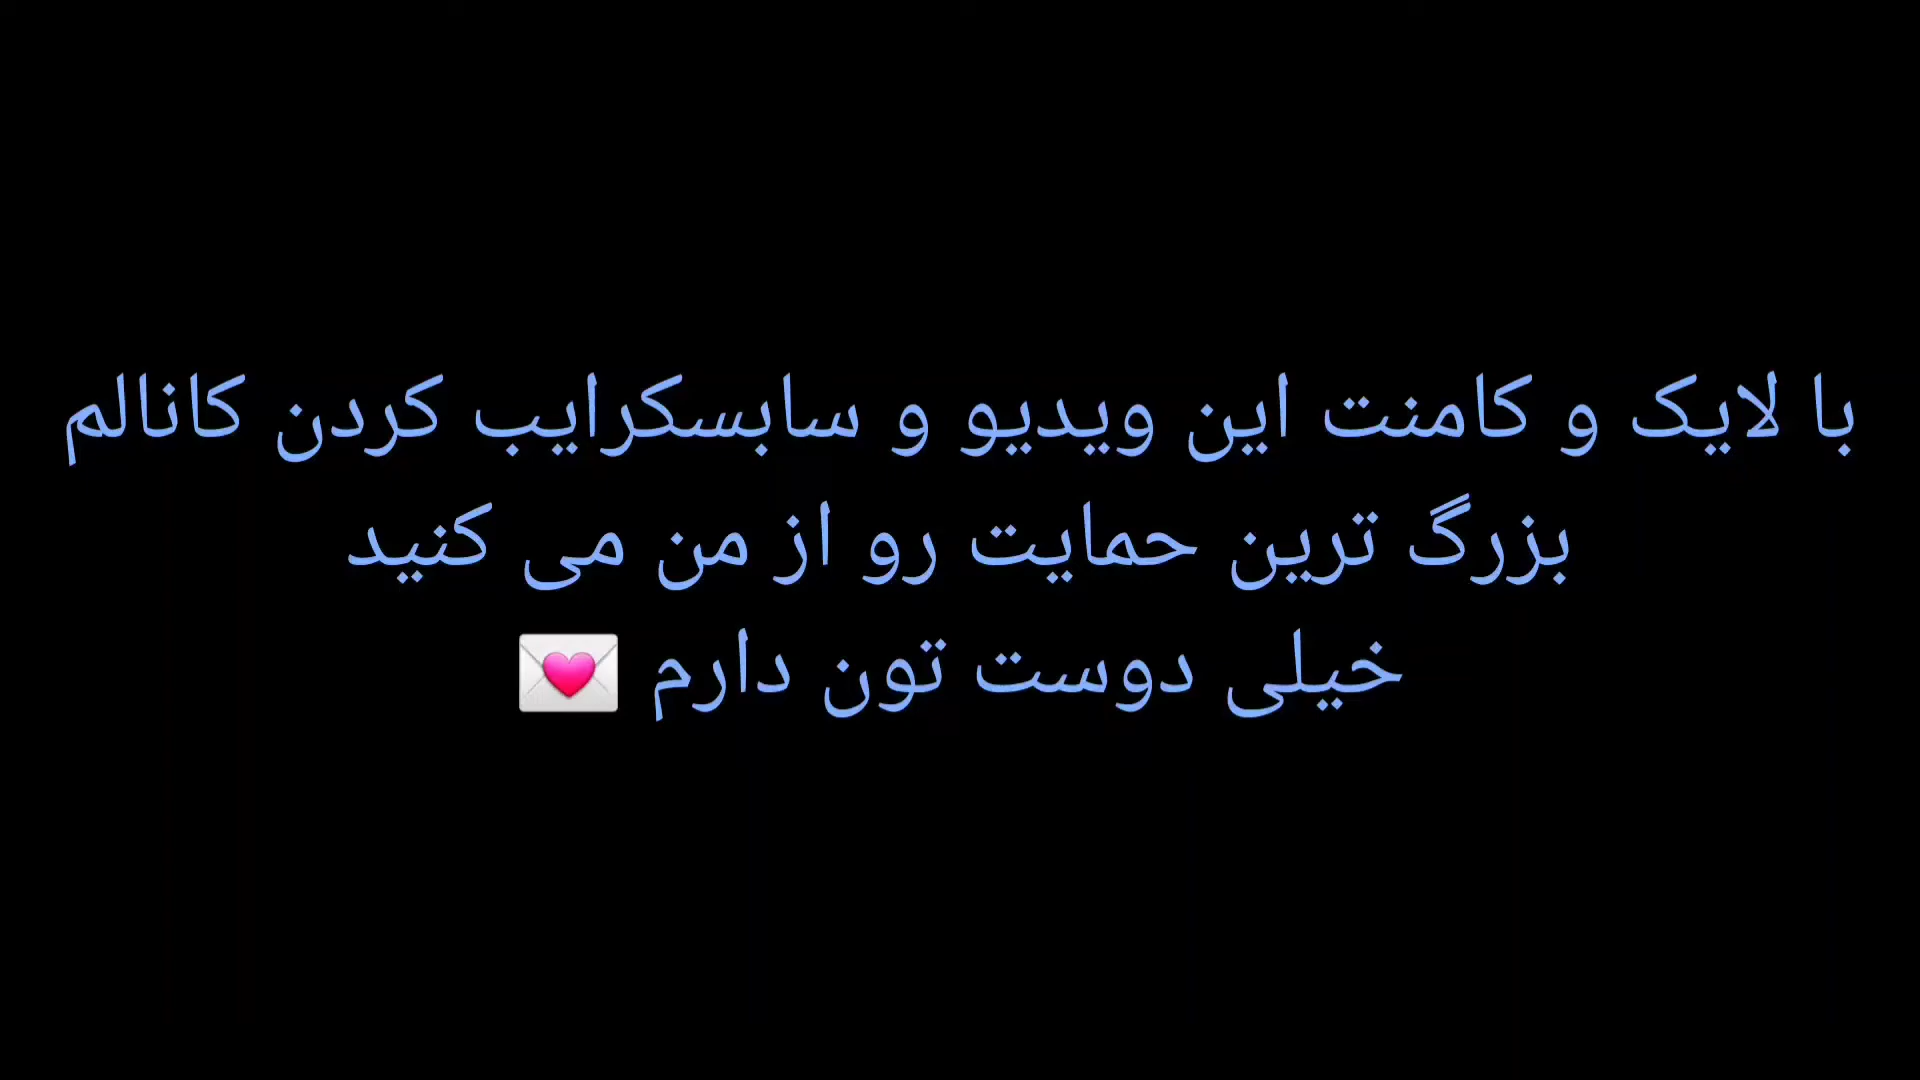 با لایک و کامنت این ویدیو و سابسکرایب کردن کانالم
بزرگ ترین حمایت رو از من می کنید
خیلی دوست تون دارم 💌